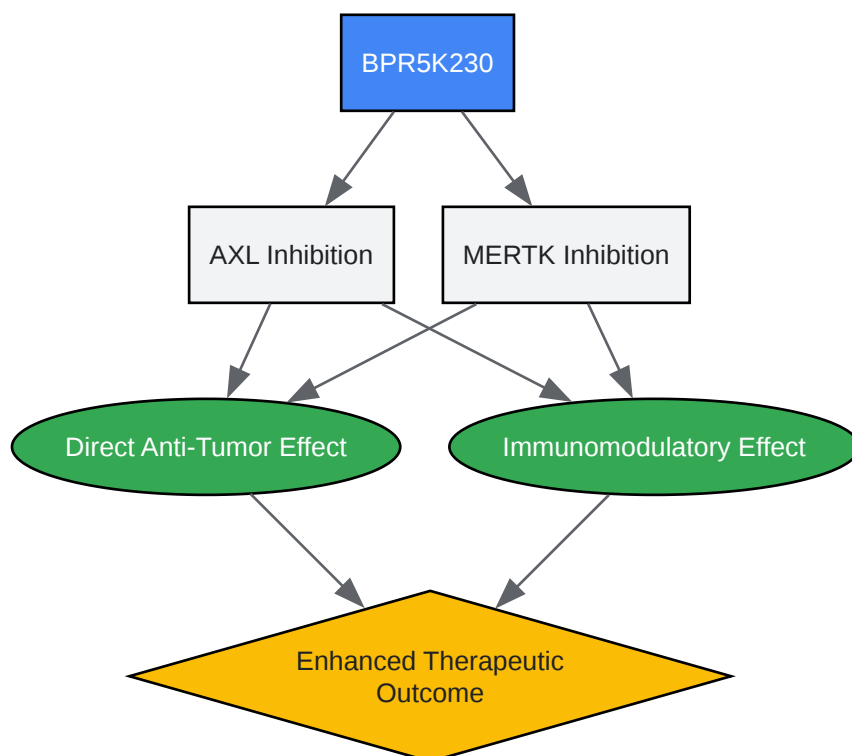 BPR5K230
AXL Inhibition
MERTK Inhibition
Direct Anti-Tumor Effect
Immunomodulatory Effect
Enhanced Therapeutic
Outcome